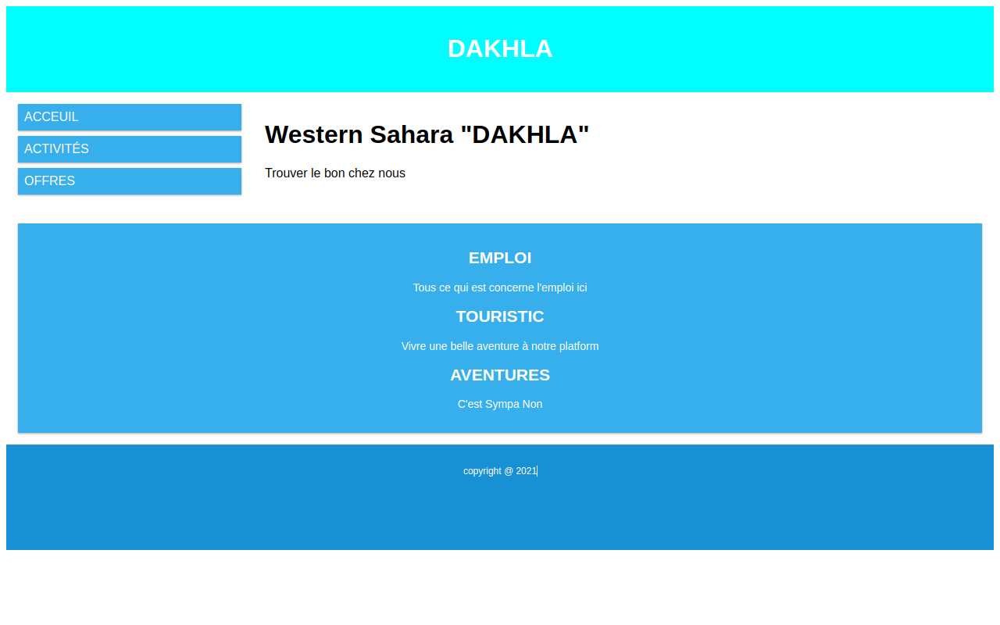 DAKHLA
ACCEUIL
ACTIVITÉS
OFFRES
Western Sahara "DAKHLA"
Trouver le bon chez nous
EMPLOI
Tous ce qui est concerne l'emploi ici
TOURISTIC
Vivre une belle aventure à notre platform
AVENTURES
C'est Sympa Non
copyright @ 2021